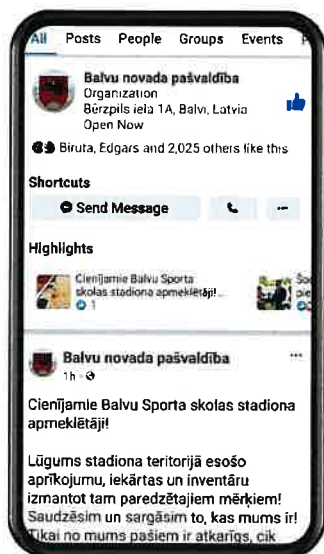 All Posts People Groups Events
Balvu novada pašvaldība
Organization
Bērzpils iela 1A, Balvi, Latvia
Open Now
Biruta, Edgars and 2,025 others like this
Shortcuts
Send Message
Highlights
Cienījamie Balvu Sporta
skolas stadiona apmeklētāji!...
1
Balvu novada pašvaldība
1h
Cienījamie Balvu Sporta skolas stadiona
apmeklētāji!
Lūgums stadiona teritorijā esošo
aprīkojumu, iekārtas un inventāru
izmantot tam paredzētajiem mērķiem!
Saudzēsim un sargāsim to, kas mums ir!
Tikai no mums pašiem ir atkarīgs, cik